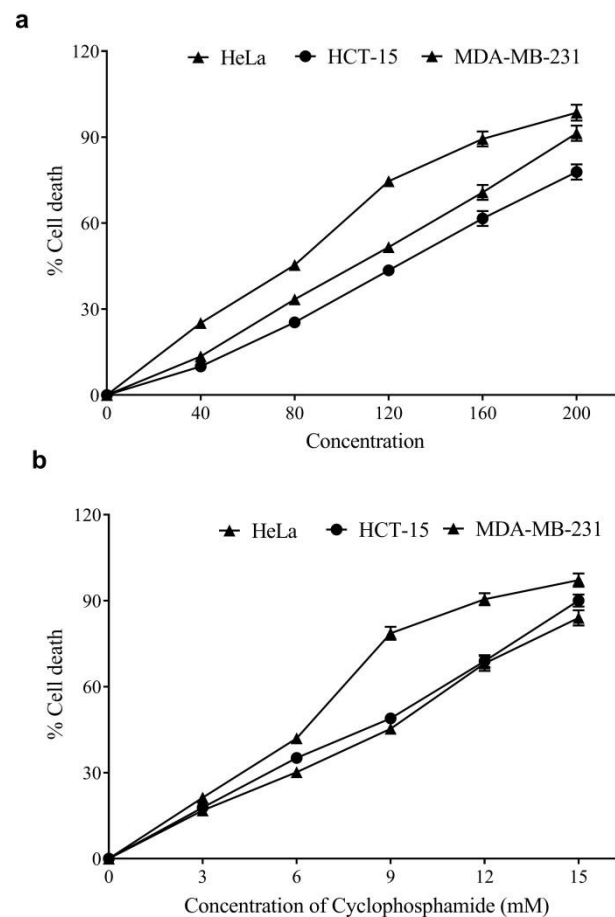 a
HeLa HCT-15 MDA-MB-231
120
90
60
30
0
% Cell death
0 40 80 120 160 200
Concentration
b
HeLa HCT-15 MDA-MB-231
120
90
60
30
0
% Cell death
0 3 6 9 12 15
Concentration of Cyclophosphamide (mM)